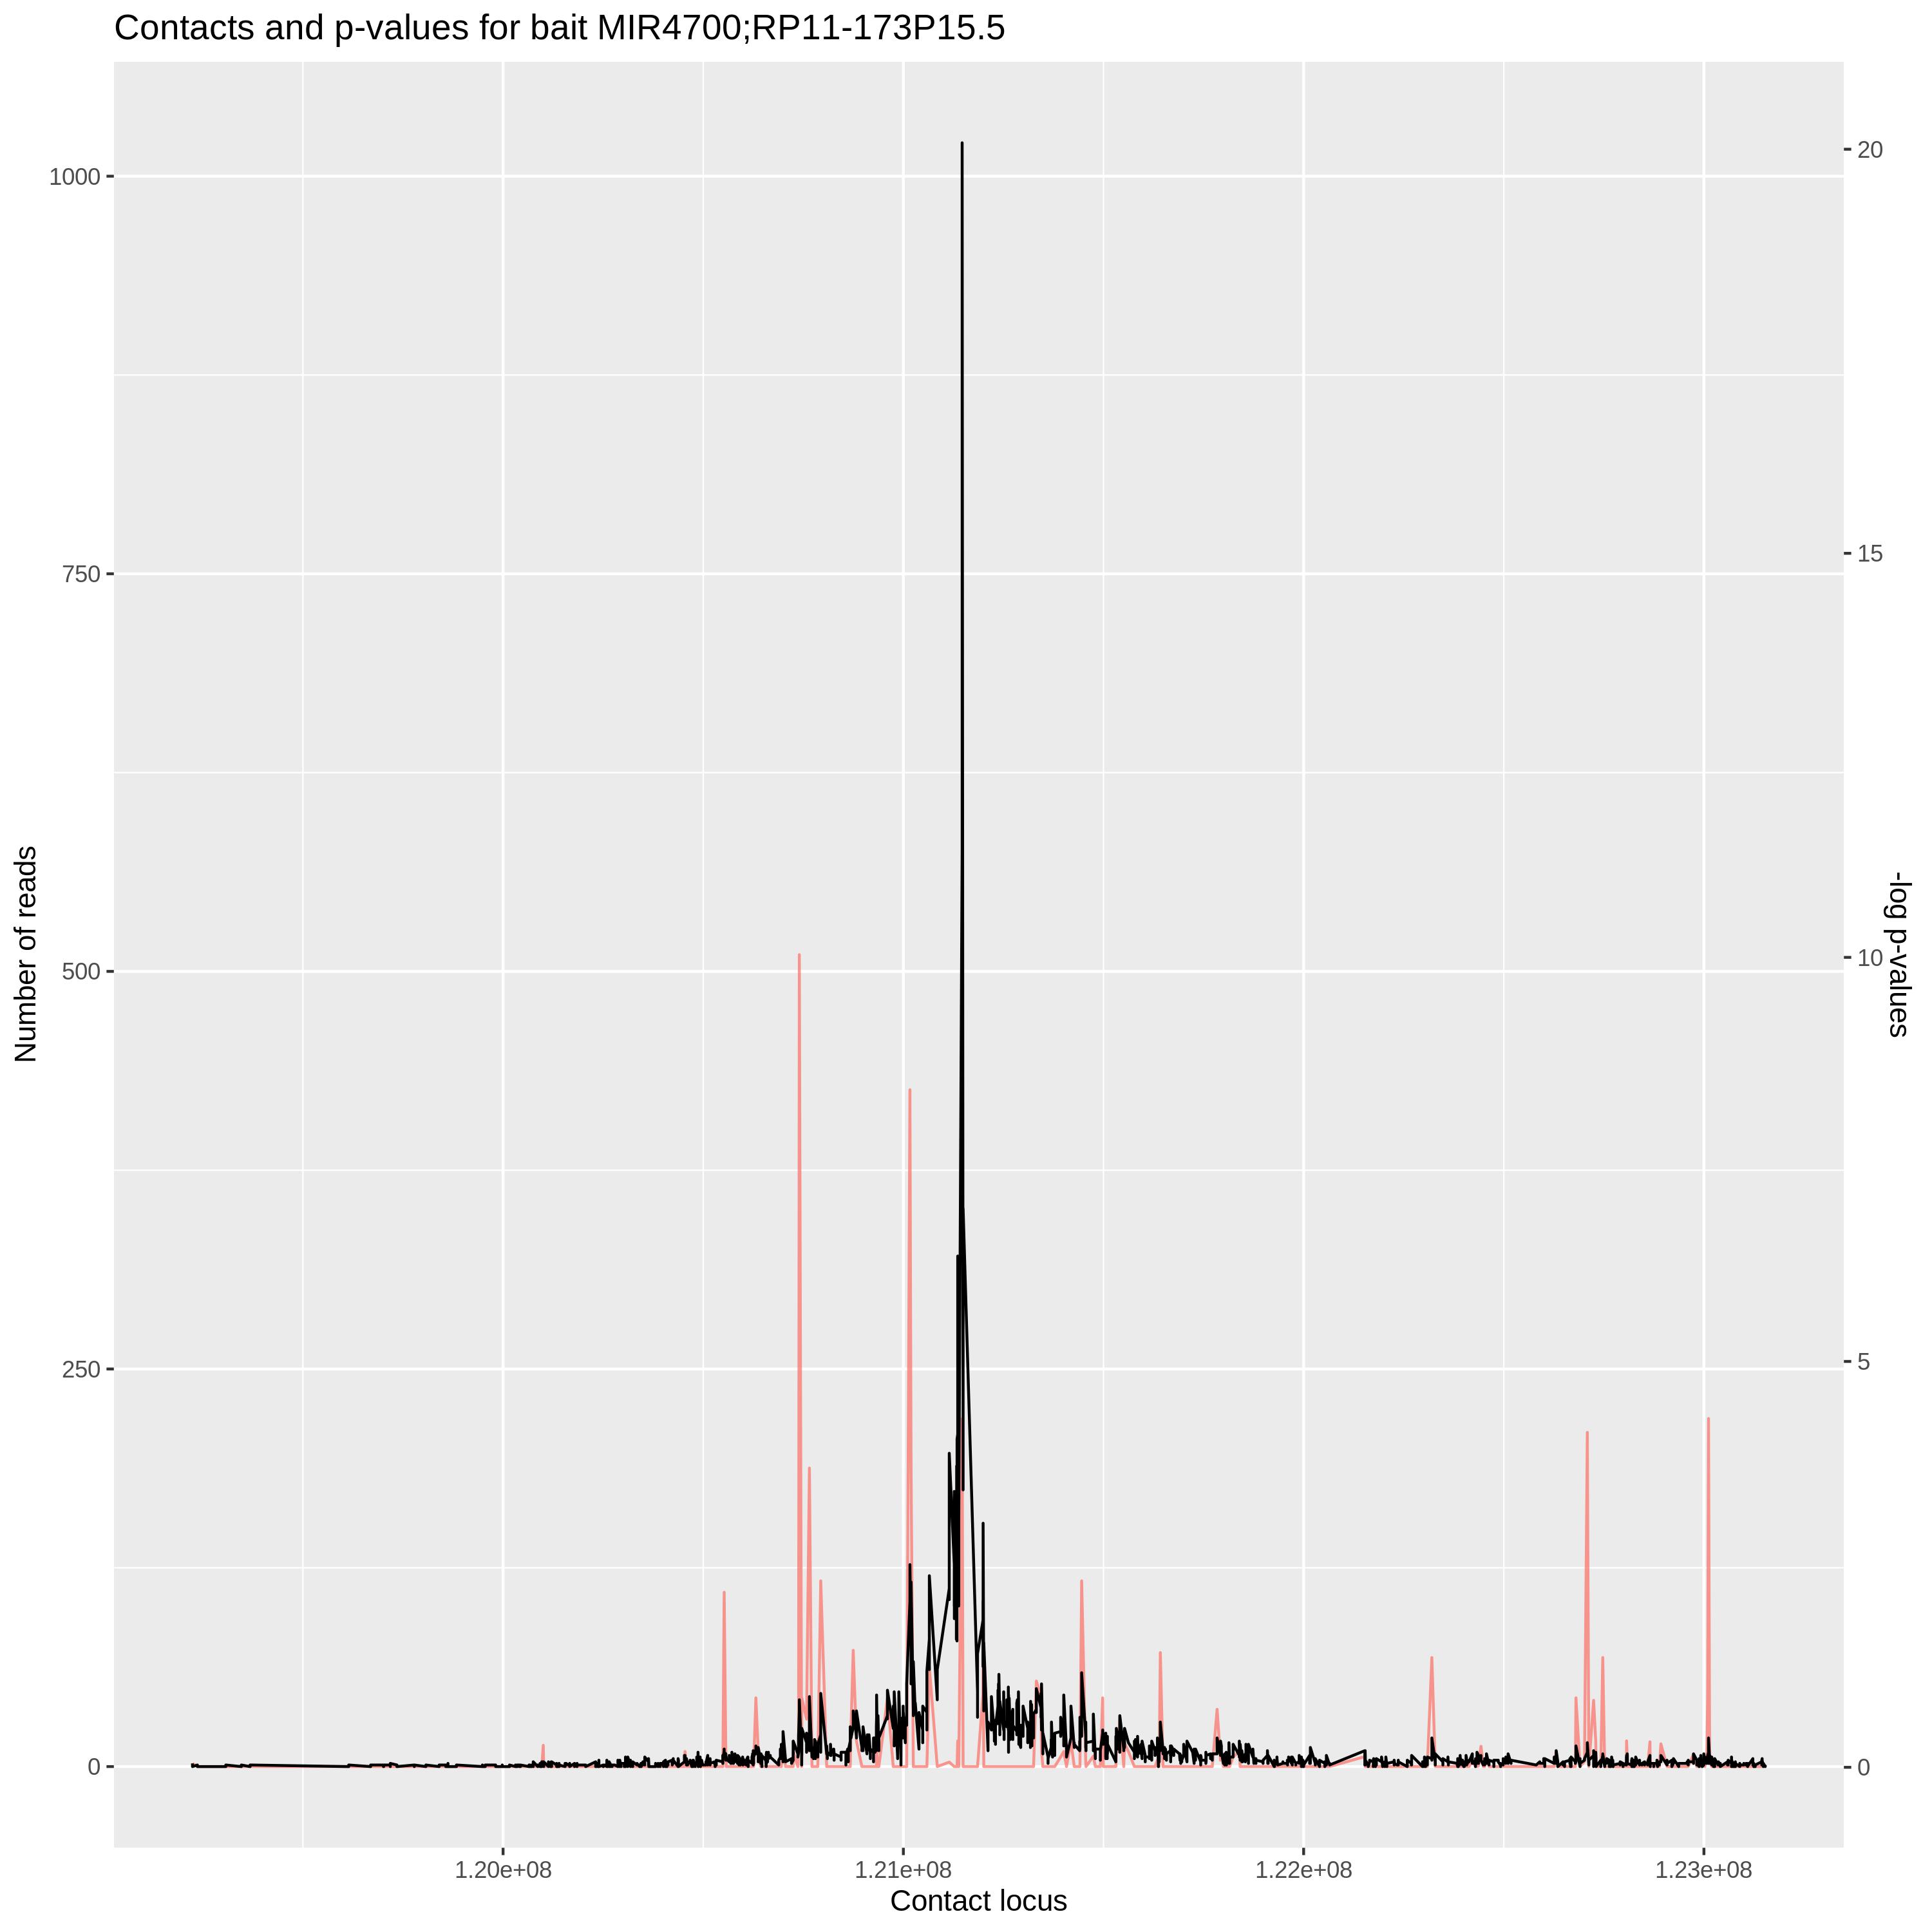 Contacts and p-values for bait MIR4700;RP11-173P15.5
1000
750
500
250
0
Number of reads
20
15
10
5
0
-log p-values
1.20e+08
1.21e+08
1.22e+08
1.23e+08
Contact locus